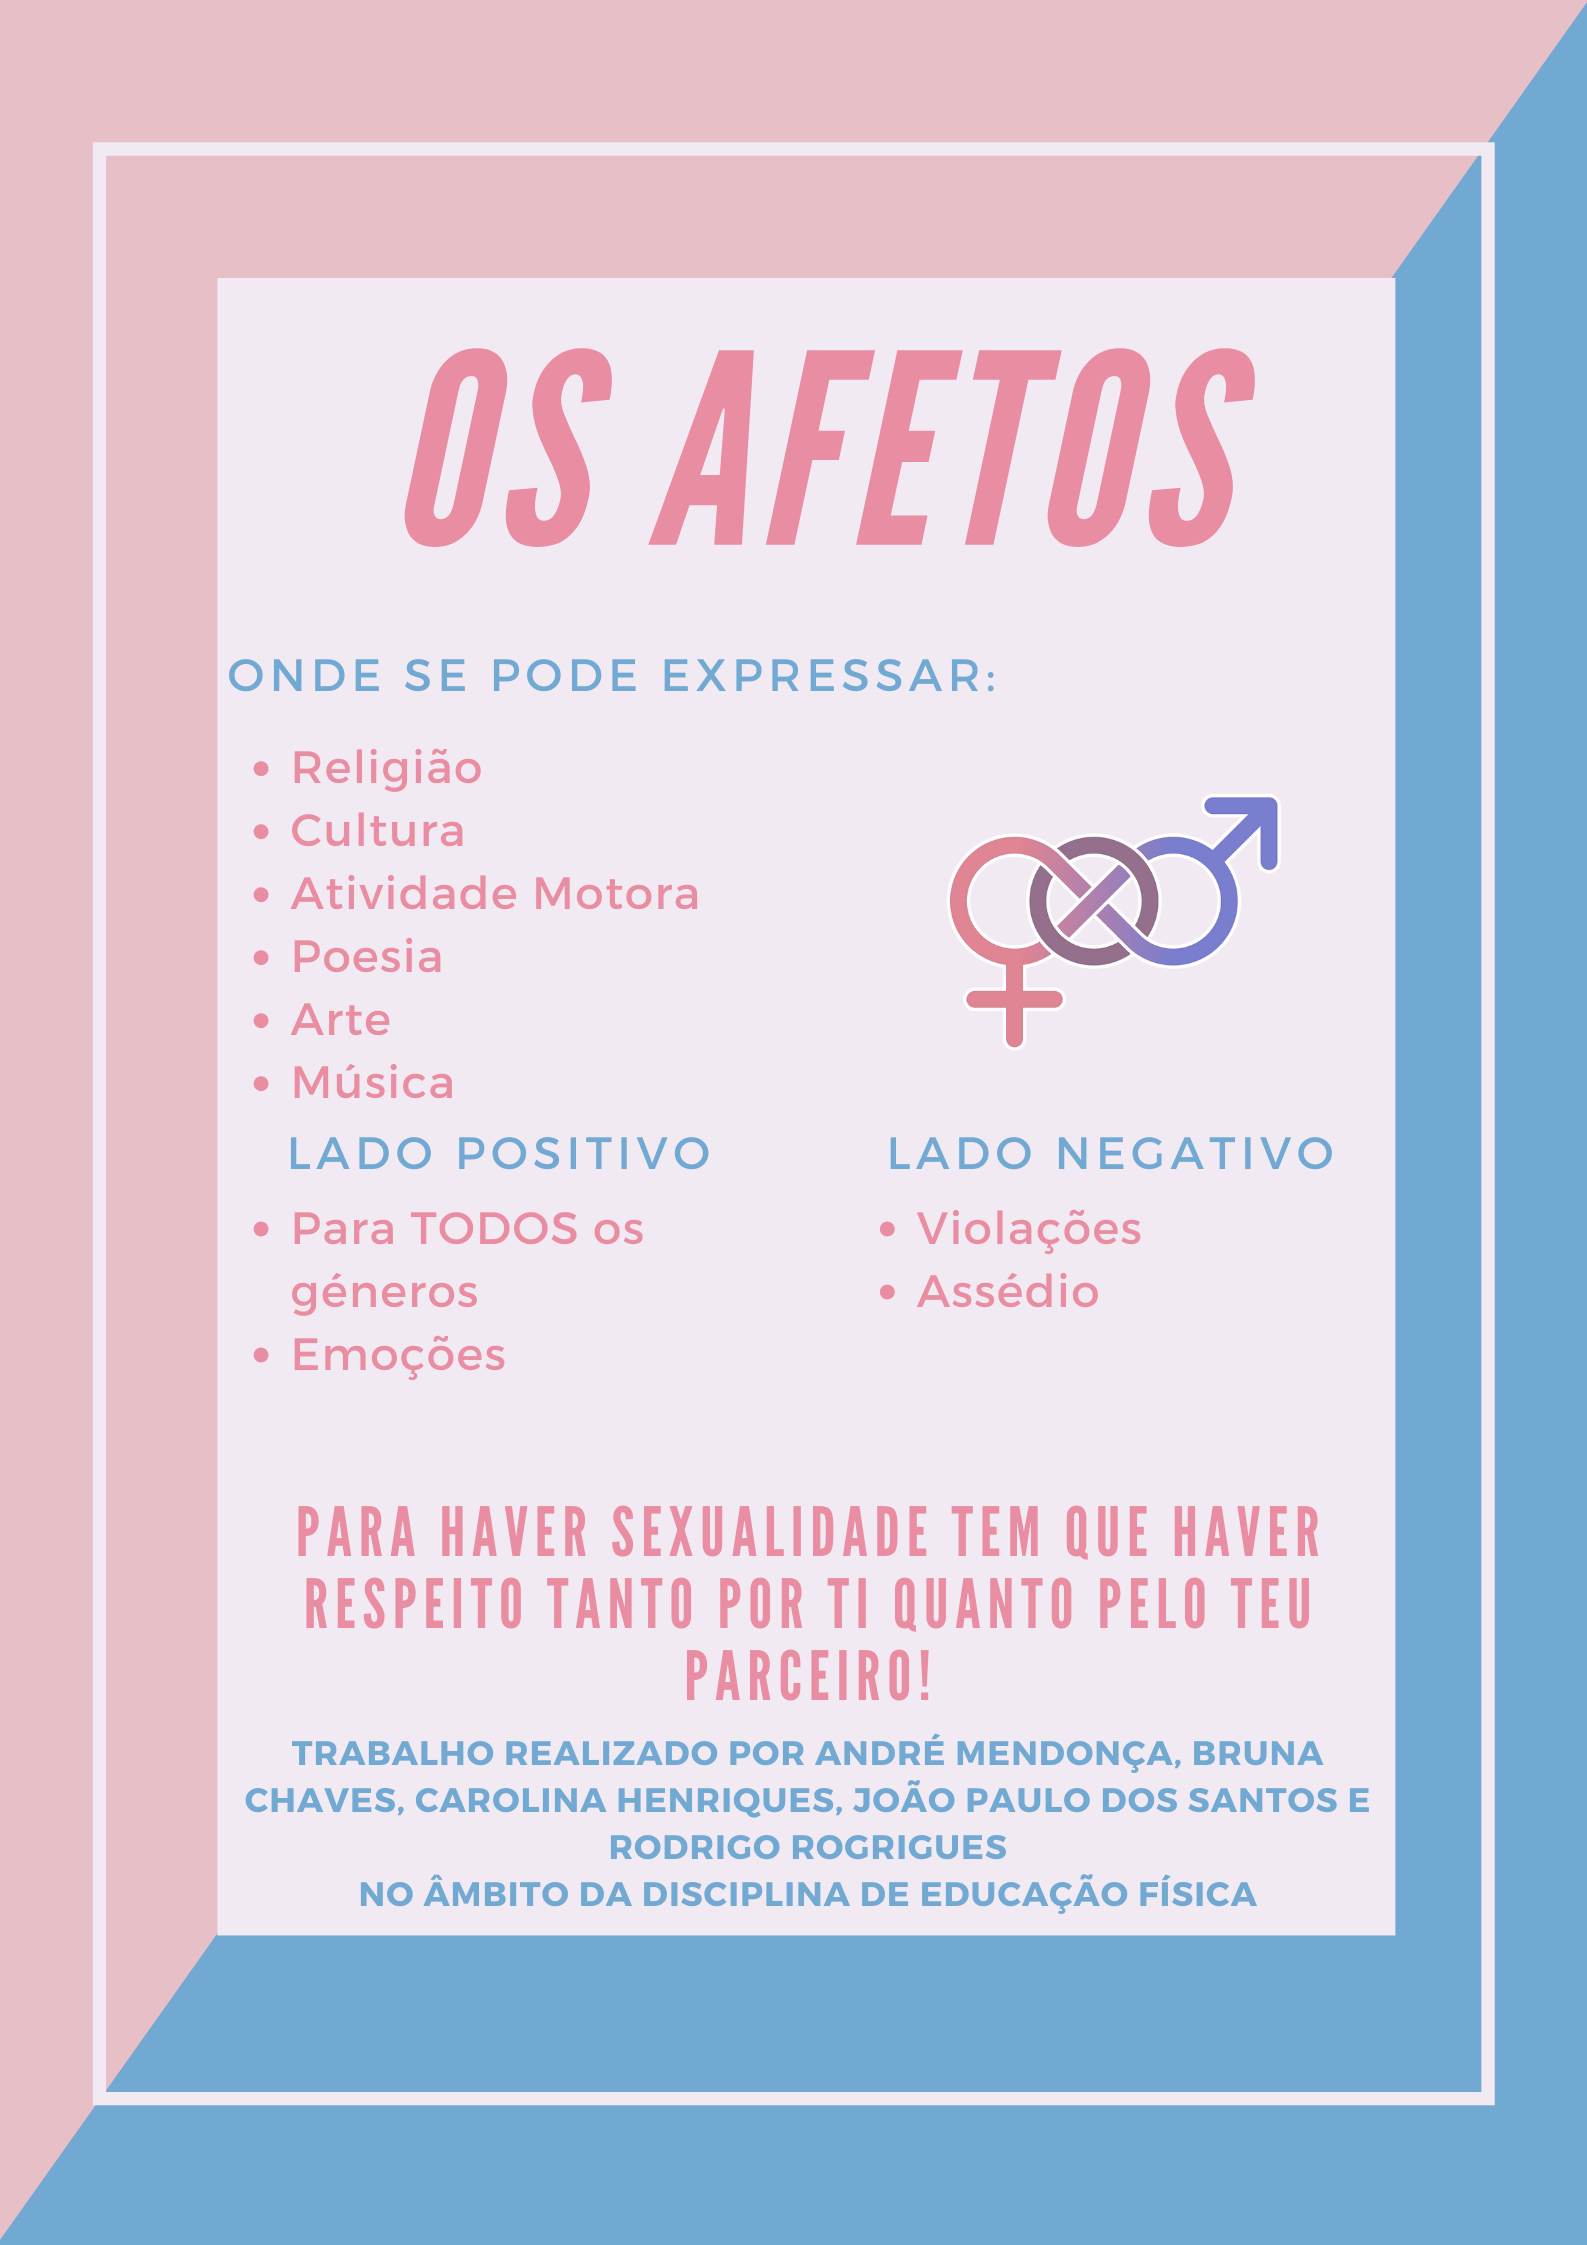 OS AFETOS
ONDE SE PODE EXPRESSAR:
• Religião
• Cultura
• Atividade Motora
• Poesia
• Arte
• Música
LADO POSITIVO
• Para TODOS os
géneros
• Emoções
LADO NEGATIVO
• Violações
• Assédio
PARA HAVER SEXUALIDADE TEM QUE HAVER
RESPEITO TANTO POR TI QUANTO PELO TEU
PARCEIRO!
TRABALHO REALIZADO POR ANDRÉ MENDONÇA, BRUNA
CHAVES, CAROLINA HENRIQUES, JOÃO PAULO DOS SANTOS E
RODRIGO ROGRIGUES
NO ÂMBITO DA DISCIPLINA DE EDUCAÇÃO FÍSICA